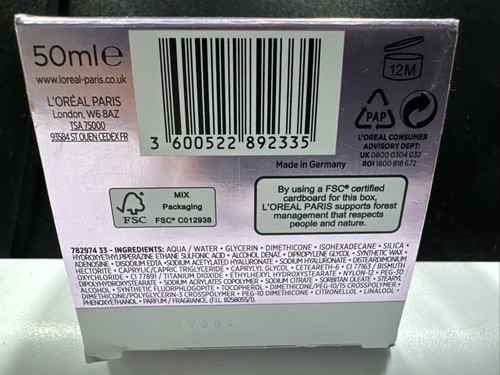 50ml℮
www.loreal-paris.co.uk
L'ORÉAL PARIS
London, W6 8AZ
TSA 75000
93584 ST OUEN CEDEX FR
3 600522 892335
12M
PAP
L'ORÉAL CONSUMER
ADVISORY DEPT:
UK 0800 0304 032
ROI 1800 818 672
Made in Germany
FSC
MIX
Packaging
FSC® C012938
By using a FSC® certified
cardboard for this box,
L'ORÉAL PARIS supports forest
management that respects
people and nature.
782974 33 - INGREDIENTS: AQUA / WATER • GLYCERIN • DIMETHICONE • ISOHEXADECANE • SILICA •
HYDROXYETHYLPIPERAZINE ETHANE SULFONIC ACID • ALCOHOL DENAT. • DIPROPYLENE GLYCOL • SYNTHETIC WAX
ADENOSINE • DISODIUM EDTA • SODIUM ACETYLATED HYALURONATE • SODIUM HYALURONATE • DISTEARDIMONIUM
HECTORITE • CAPRYLIC/CAPRIC TRIGLYCERIDE • CAPRYLYL GLYCOL • CETEARETH-6 • CI 77163 / BISMUTH
OXYCHLORIDE • CI 77891 / TITANIUM DIOXIDE • ETHYLHEXYL HYDROXYSTEARATE • NYLON-12 • PEG-30
DIPOLYHYDROXYSTEARATE • SODIUM ACRYLATES COPOLYMER • SODIUM CITRATE • SORBITAN OLEATE • STEARYL
ALCOHOL • SYNTHETIC FLUORPHLOGOPITE • TOCOPHEROL • DIMETHICONE/PEG-10/15 CROSSPOLYMER •
DIMETHICONE/POLYGLYCERIN-3 CROSSPOLYMER • PEG-10 DIMETHICONE • CITRONELLOL • LINALOOL •
PHENOXYETHANOL • PARFUM / FRAGRANCE. (F.I.L. B258055/1).